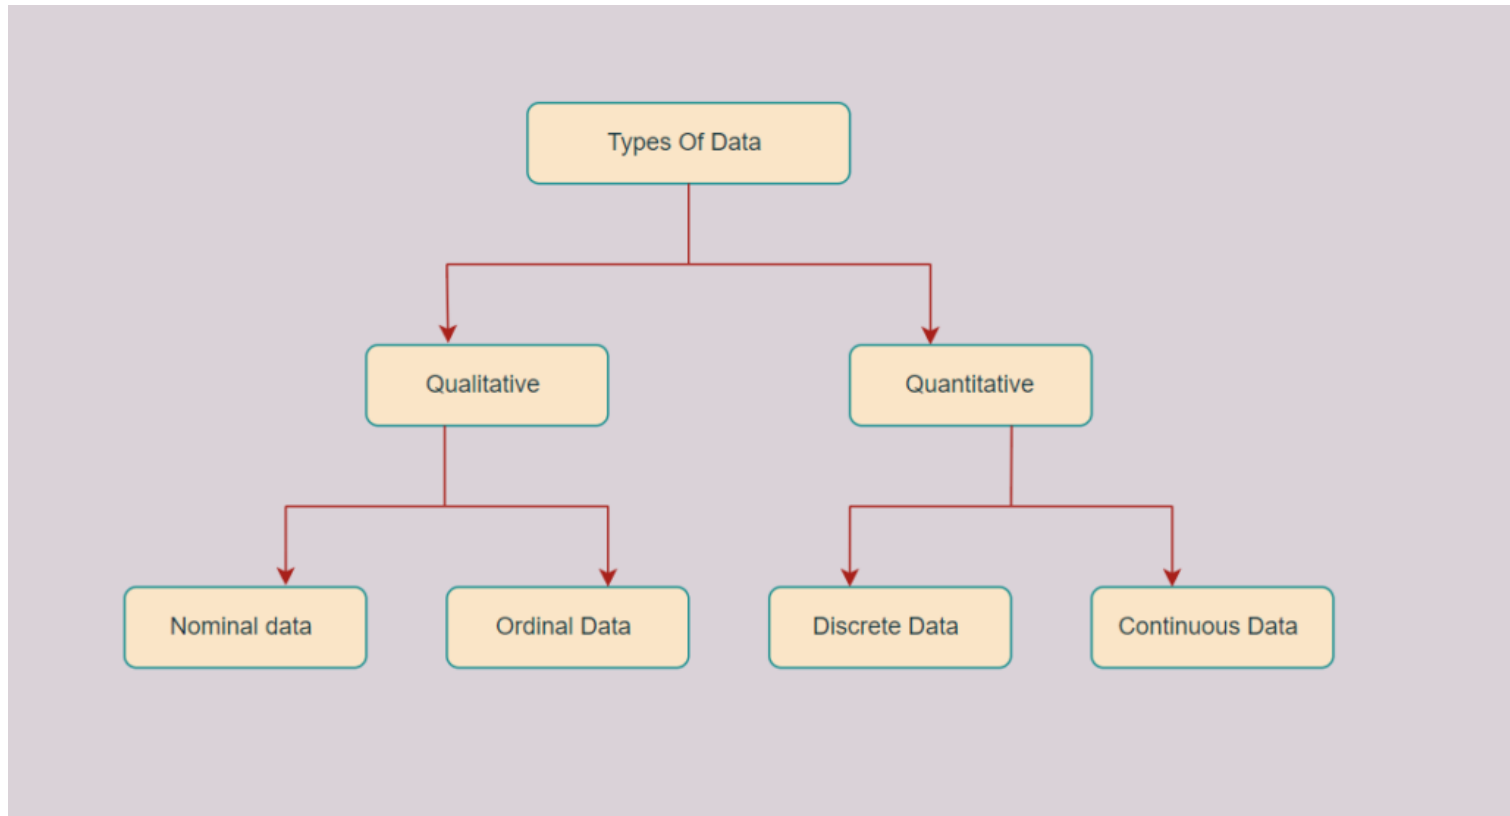 Types Of Data
Qualitative
Quantitative
Nominal data
Ordinal Data
Discrete Data
Continuous Data